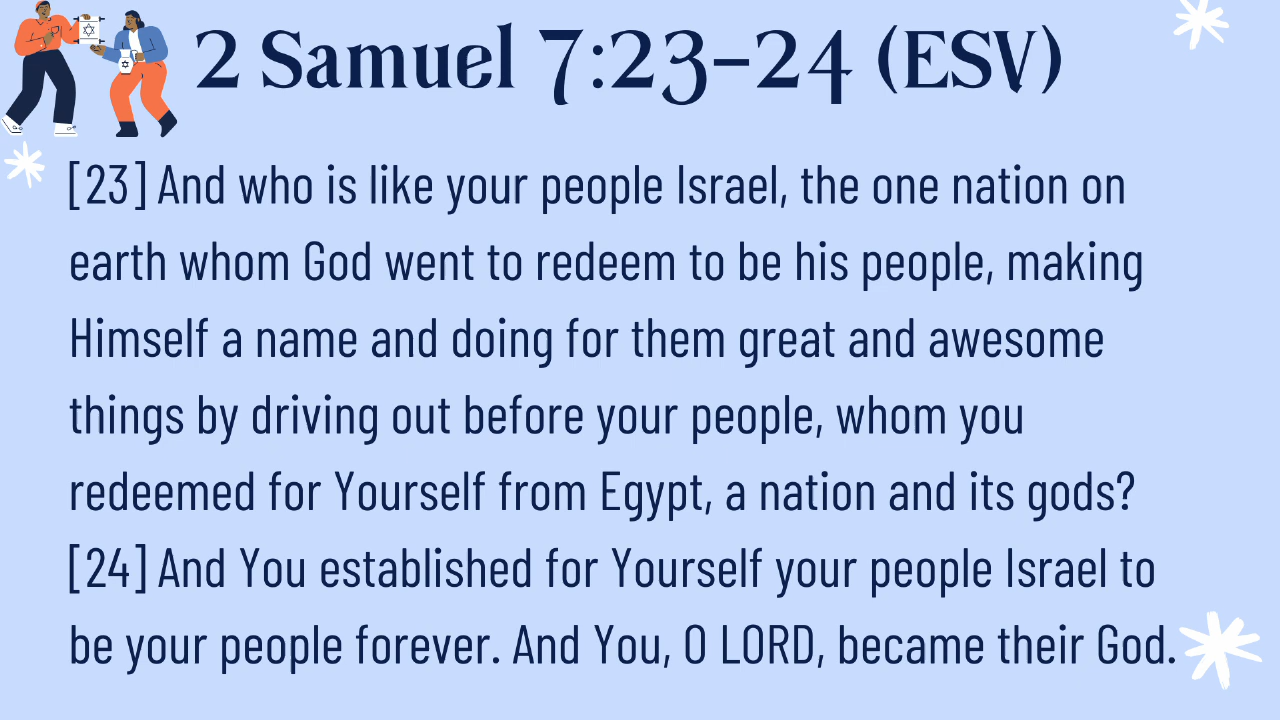 2 Samuel 7:23–24 (ESV)
[23] And who is like your people Israel, the one nation on
earth whom God went to redeem to be his people, making
Himself a name and doing for them great and awesome
things by driving out before your people, whom you
redeemed for Yourself from Egypt, a nation and its gods?
[24] And You established for Yourself your people Israel to
be your people forever. And You, O LORD, became their God.